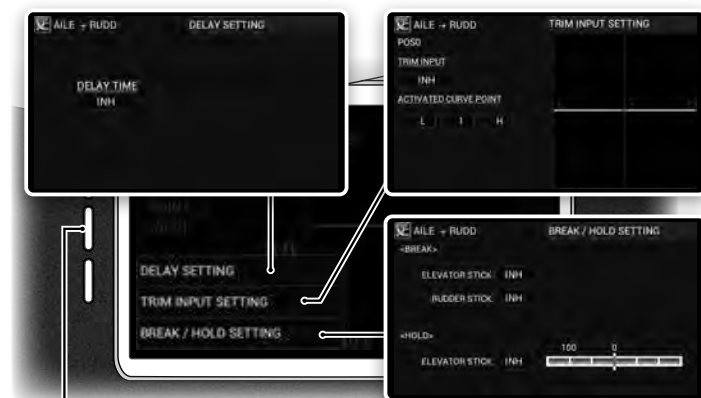 AILE → RUDD DELAY SETTING
DELAY TIME
INH
AILE → RUDD TRIM INPUT SETTING
POS0
TRIM INPUT
INH
ACTIVATED CURVE POINT
L 1 H
DELAY SETTING
TRIM INPUT SETTING
BREAK / HOLD SETTING
AILE → RUDD BREAK / HOLD SETTING
<BREAK>
ELEVATOR STICK INH
RUDDER STICK INH
<HOLD>
100 0
ELEVATOR STICK INH